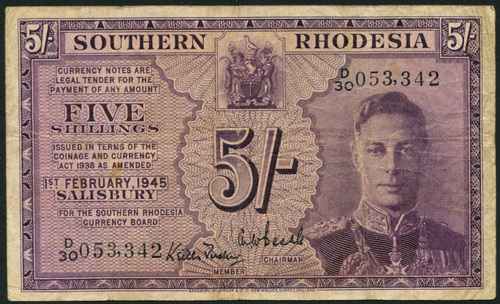 5/- SOUTHERN RHODESIA 5/-
CURRENCY NOTES ARE
LEGAL TENDER FOR THE
PAYMENT OF ANY AMOUNT
D/30 053,342
FIVE
SHILLINGS
ISSUED IN TERMS OF THE
COINAGE AND CURRENCY
ACT 1938 AS AMENDED
5/-
1ST FEBRUARY, 1945
SALISBURY
FOR THE SOUTHERN RHODESIA
CURRENCY BOARD
D/30 053,342
MEMBER
CHAIRMAN